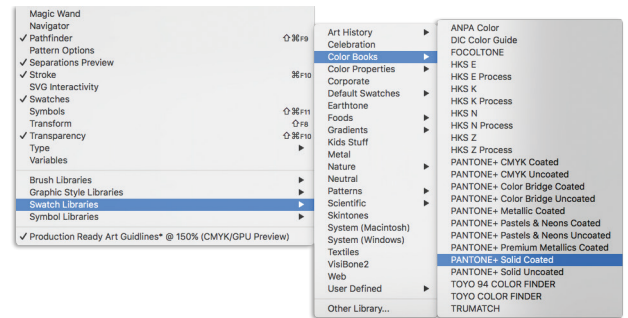 Magic Wand
Navigator
✓ Pathfinder ⇧⌘F9
Pattern Options
✓ Separations Preview
✓ Stroke ⌘F10
SVG Interactivity
✓ Swatches
Symbols ⇧⌘F11
Transform ⇧F8
✓ Transparency ⇧⌘F10
Type ▶
Variables
Brush Libraries ▶
Graphic Style Libraries ▶
Swatch Libraries ▶
Symbol Libraries ▶
✓ Production Ready Art Guidlines* @ 150% (CMYK/GPU Preview)
Art History ▶
Celebration
Color Books ▶
Color Properties ▶
Corporate
Default Swatches ▶
Earthtone
Foods ▶
Gradients ▶
Kids Stuff
Metal
Nature ▶
Neutral
Patterns ▶
Scientific ▶
Skintones
System (Macintosh)
System (Windows)
Textiles
VisiBone2
Web
User Defined ▶
Other Library...
ANPA Color
DIC Color Guide
FOCOLTONE
HKS E
HKS E Process
HKS K
HKS K Process
HKS N
HKS N Process
HKS Z
HKS Z Process
PANTONE+ CMYK Coated
PANTONE+ CMYK Uncoated
PANTONE+ Color Bridge Coated
PANTONE+ Color Bridge Uncoated
PANTONE+ Metallic Coated
PANTONE+ Pastels & Neons Coated
PANTONE+ Pastels & Neons Uncoated
PANTONE+ Premium Metallics Coated
PANTONE+ Solid Coated
PANTONE+ Solid Uncoated
TOYO 94 COLOR FINDER
TOYO COLOR FINDER
TRUMATCH